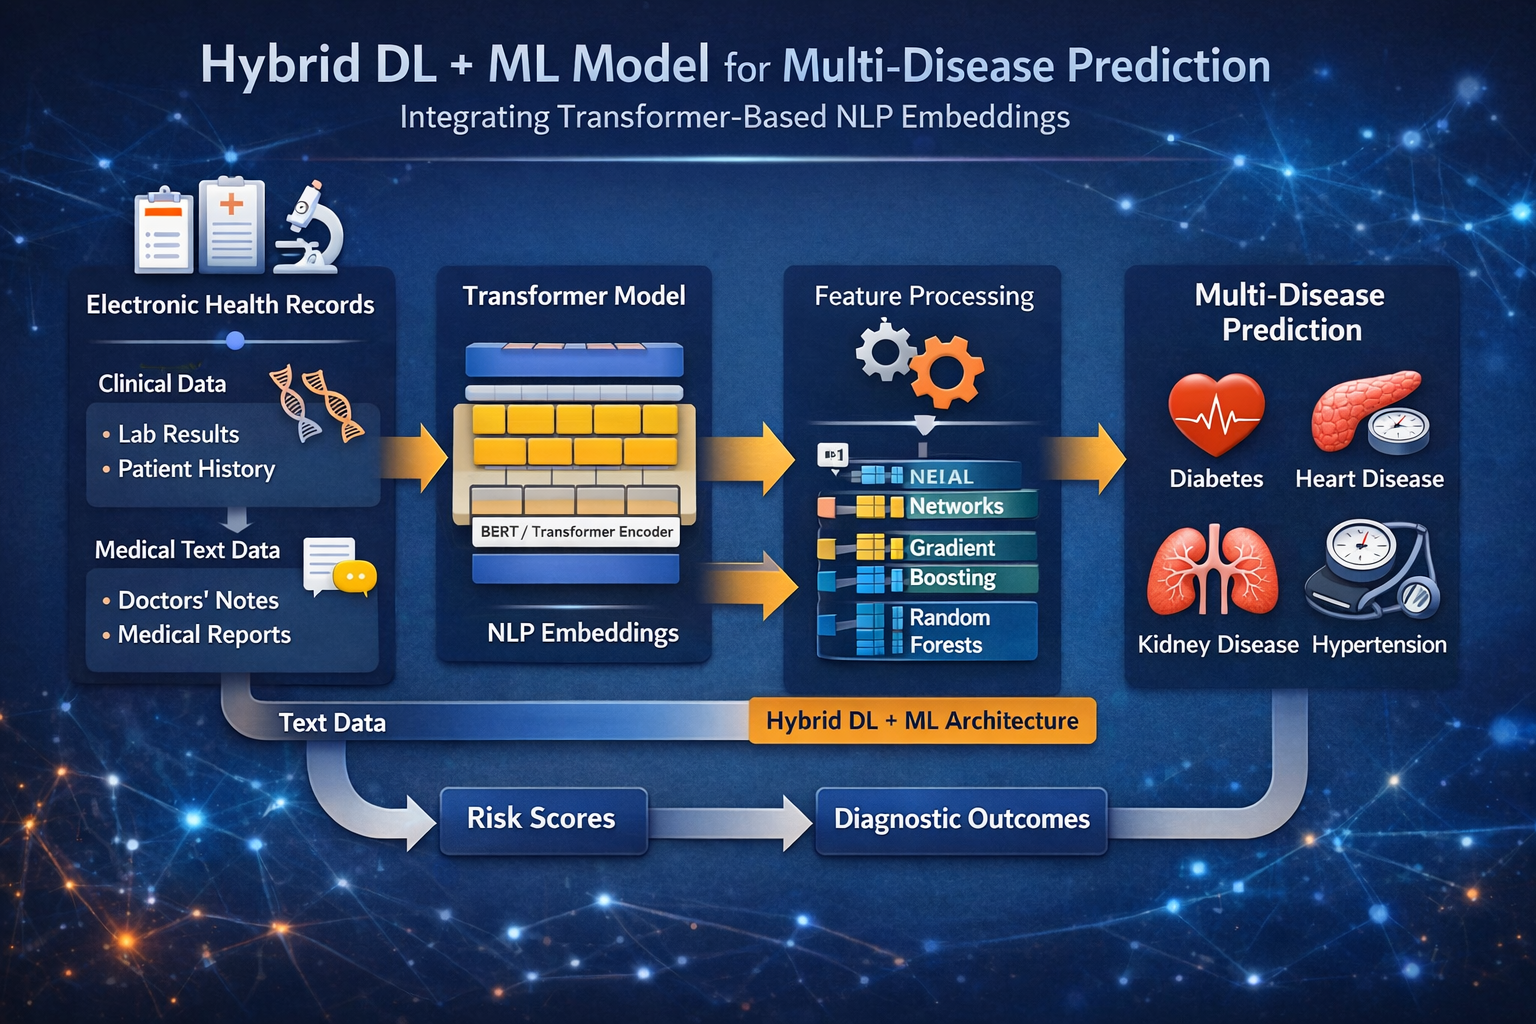 Hybrid DL + ML Model for Multi-Disease Prediction
Integrating Transformer-Based NLP Embeddings
Electronic Health Records
Clinical Data
• Lab Results
• Patient History
Medical Text Data
• Doctors' Notes
• Medical Reports
Transformer Model
BERT / Transformer Encoder
NLP Embeddings
Feature Processing
Networks
Gradient
Boosting
Random
Forests
Multi-Disease
Prediction
Diabetes
Heart Disease
Kidney Disease
Hypertension
Text Data
Hybrid DL + ML Architecture
Risk Scores
Diagnostic Outcomes